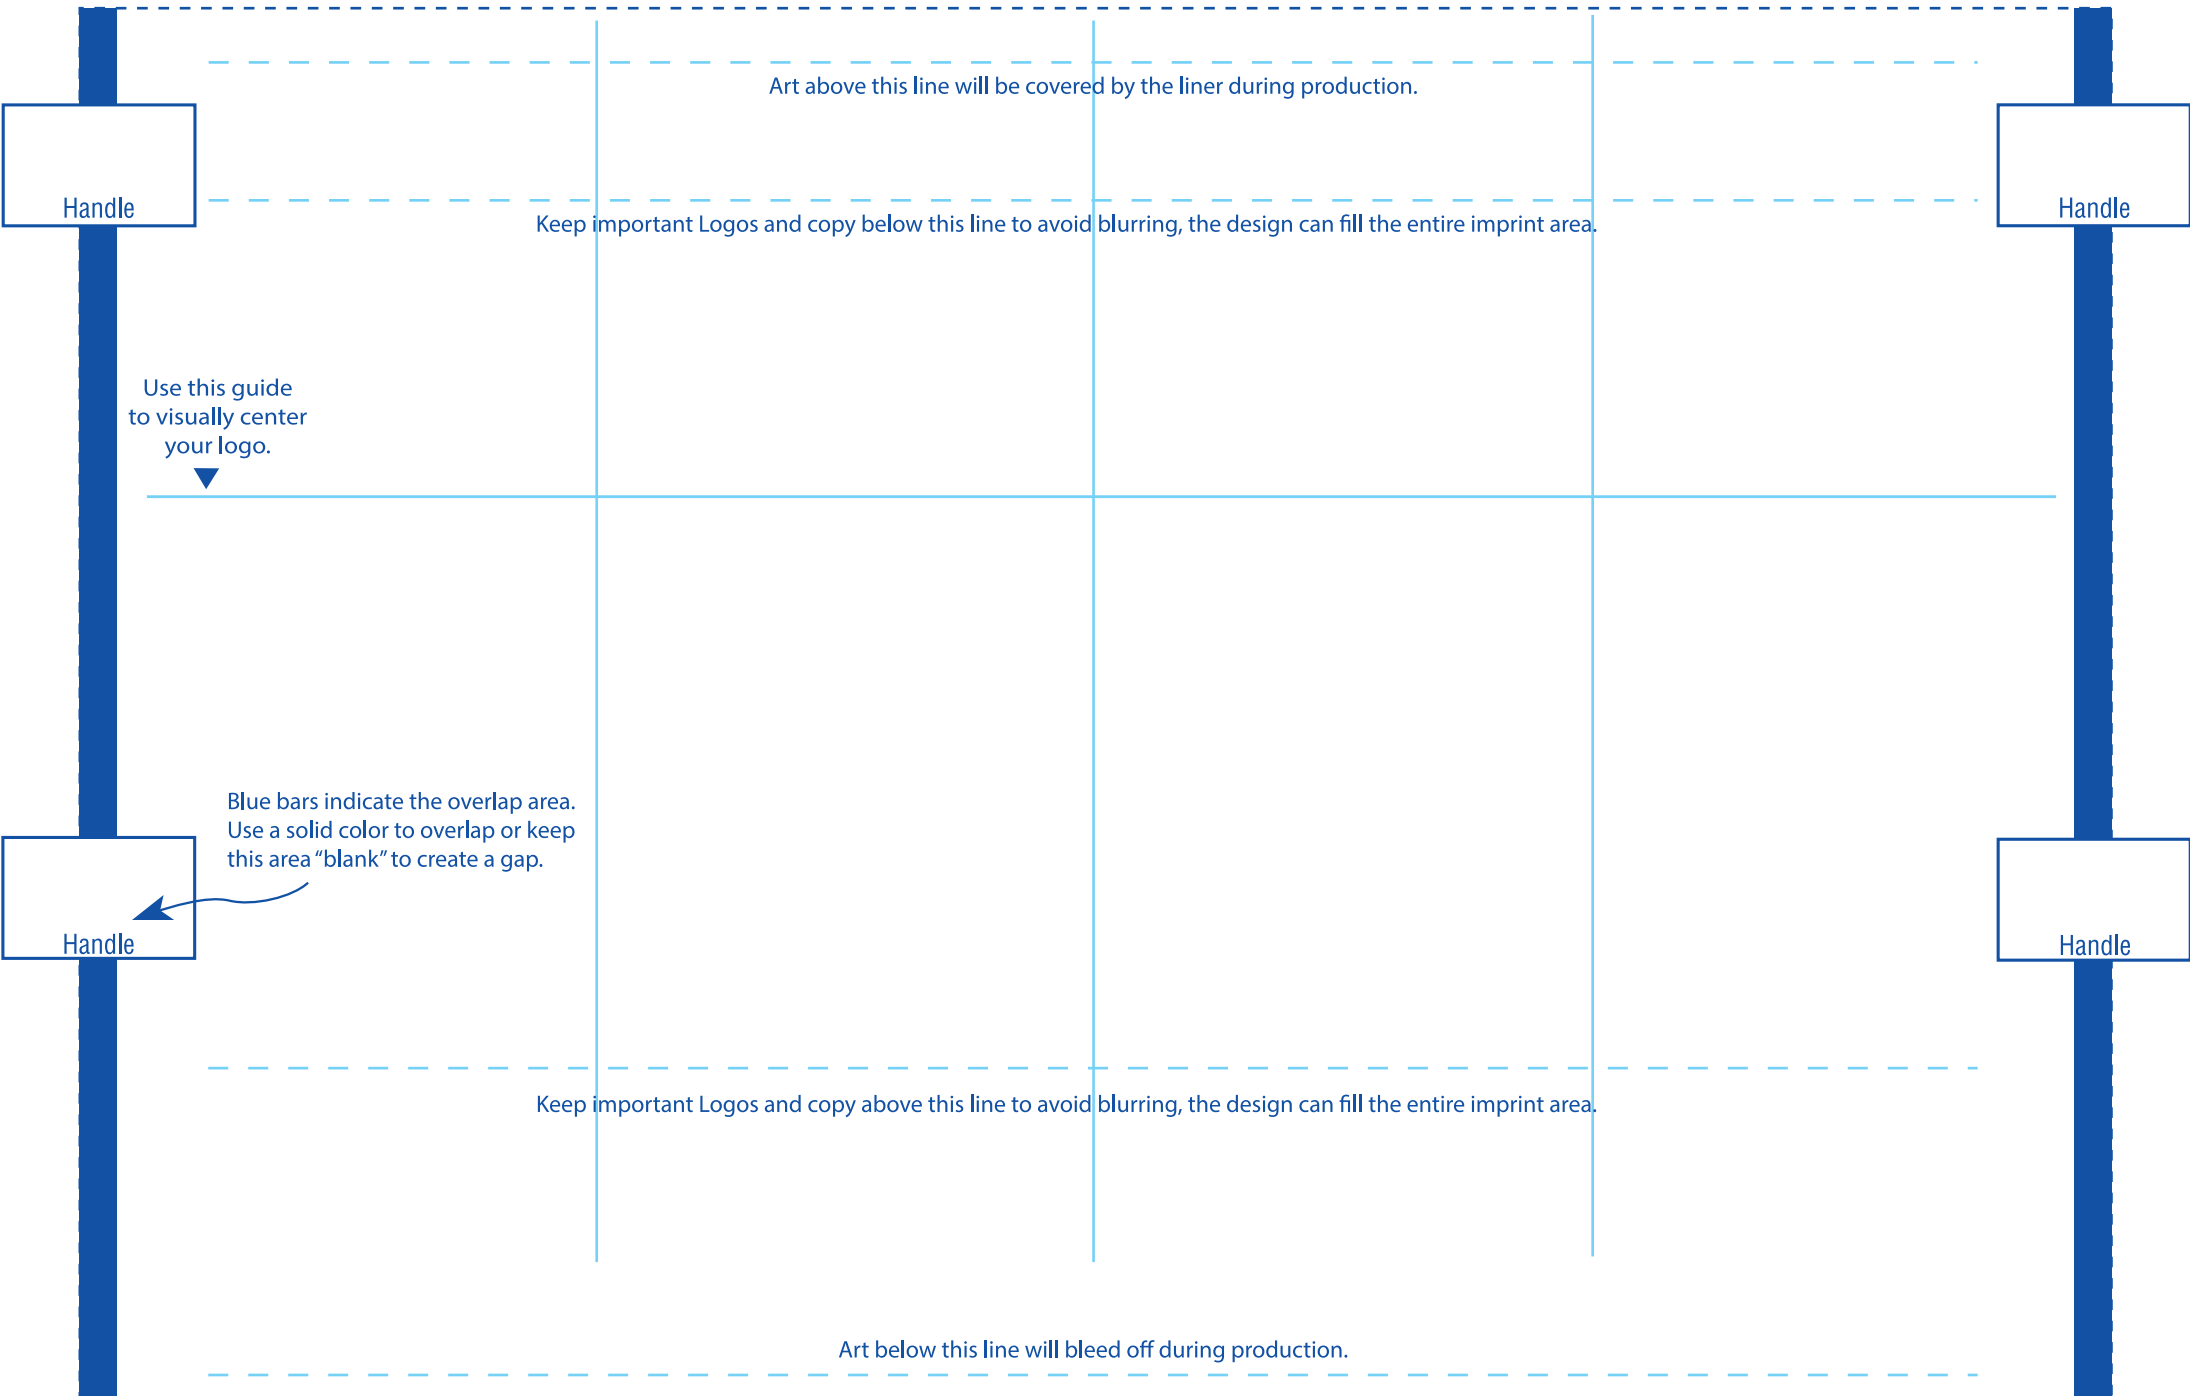 Art above this line will be covered by the liner during production.
Handle
Handle
Keep important Logos and copy below this line to avoid blurring, the design can fill the entire imprint area.
Use this guide
to visually center
your logo.
Blue bars indicate the overlap area.
Use a solid color to overlap or keep
this area “blank” to create a gap.
Handle
Handle
Keep important Logos and copy above this line to avoid blurring, the design can fill the entire imprint area.
Art below this line will bleed off during production.